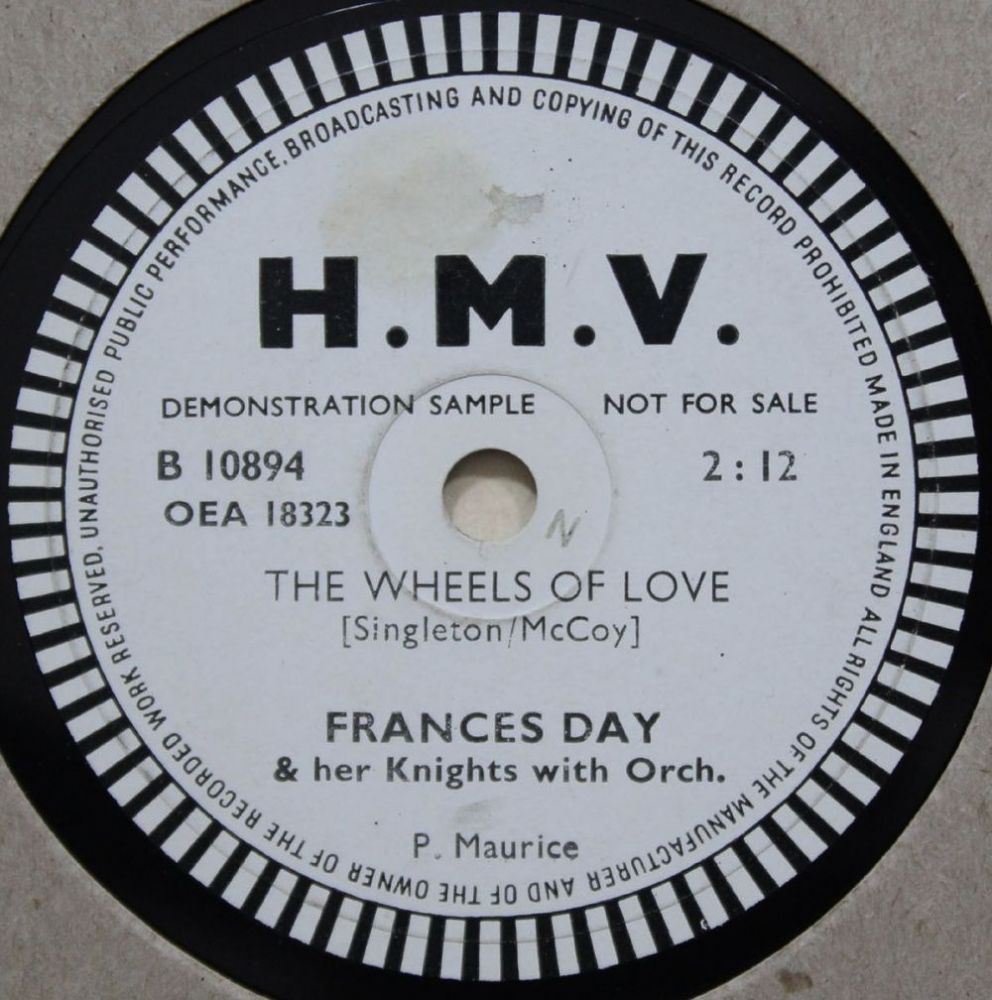 ALL RIGHTS OF THE MANUFACTURER AND OF THE OWNER OF THE RECORDED WORK RESERVED. UNAUTHORISED PUBLIC PERFORMANCE, BROADCASTING AND COPYING OF THIS RECORD PROHIBITED MADE IN ENGLAND
H.M.V.
DEMONSTRATION SAMPLE NOT FOR SALE
B 10894 2:12
OEA 18323
N
THE WHEELS OF LOVE
[Singleton/McCoy]
FRANCES DAY
& her Knights with Orch.
P. Maurice